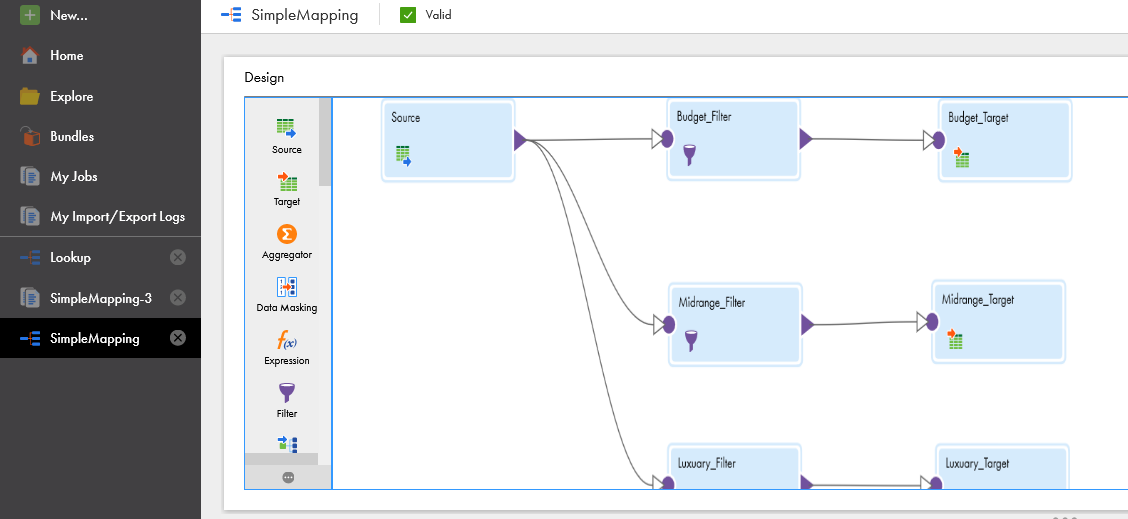 New...
Home
Explore
Bundles
My Jobs
My Import/Export Logs
Lookup
SimpleMapping-3
SimpleMapping
SimpleMapping
Valid
Design
Source
Target
Aggregator
Data Masking
Expression
Filter
Source
Budget_Filter
Budget_Target
Midrange_Filter
Midrange_Target
Luxuary_Filter
Luxuary_Target